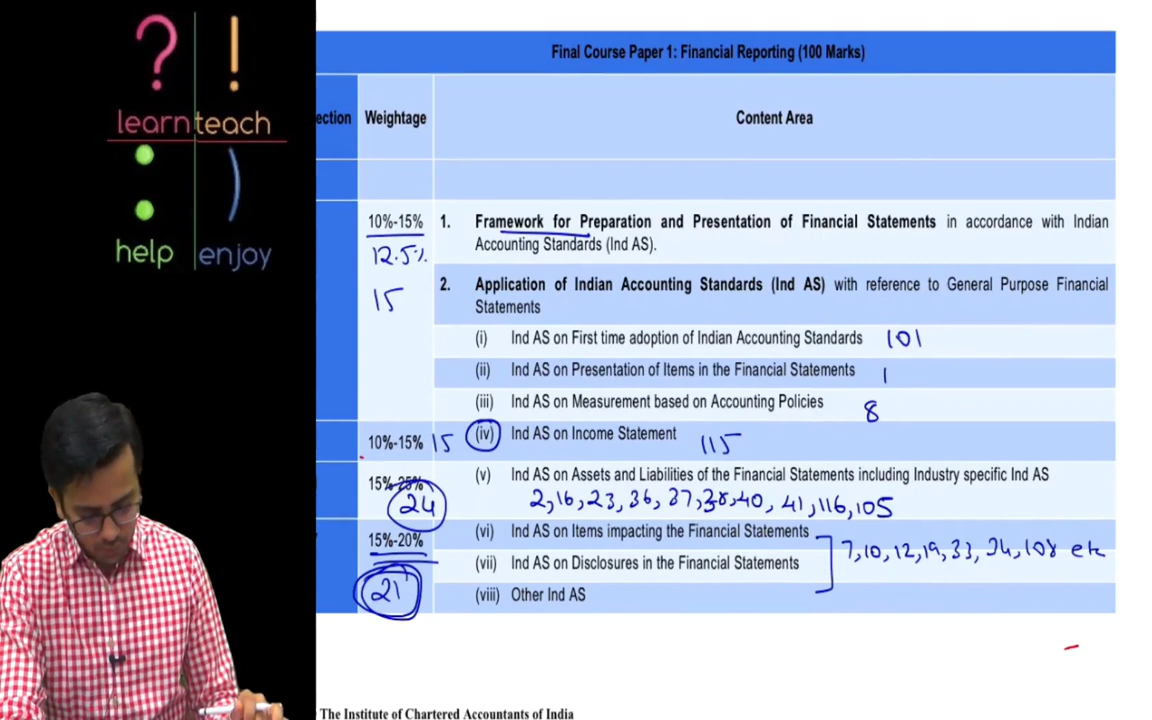 ? !
learn teach
: )
help enjoy
Final Course Paper 1: Financial Reporting (100 Marks)
ection Weightage Content Area
10%-15% 1. Framework for Preparation and Presentation of Financial Statements in accordance with Indian
Accounting Standards (Ind AS).
12.5%
2. Application of Indian Accounting Standards (Ind AS) with reference to General Purpose Financial
Statements
15
(i) Ind AS on First time adoption of Indian Accounting Standards 101
(ii) Ind AS on Presentation of Items in the Financial Statements 1
(iii) Ind AS on Measurement based on Accounting Policies 8
10%-15% 15 (iv) Ind AS on Income Statement 115
15%-25% (v) Ind AS on Assets and Liabilities of the Financial Statements including Industry specific Ind AS
24 2,16,23,36,37,38,40, 41,116,105
15%-20% (vi) Ind AS on Items impacting the Financial Statements
7,10,12,19,33,24,108 etc
(vii) Ind AS on Disclosures in the Financial Statements
21 (viii) Other Ind AS
The Institute of Chartered Accountants of India